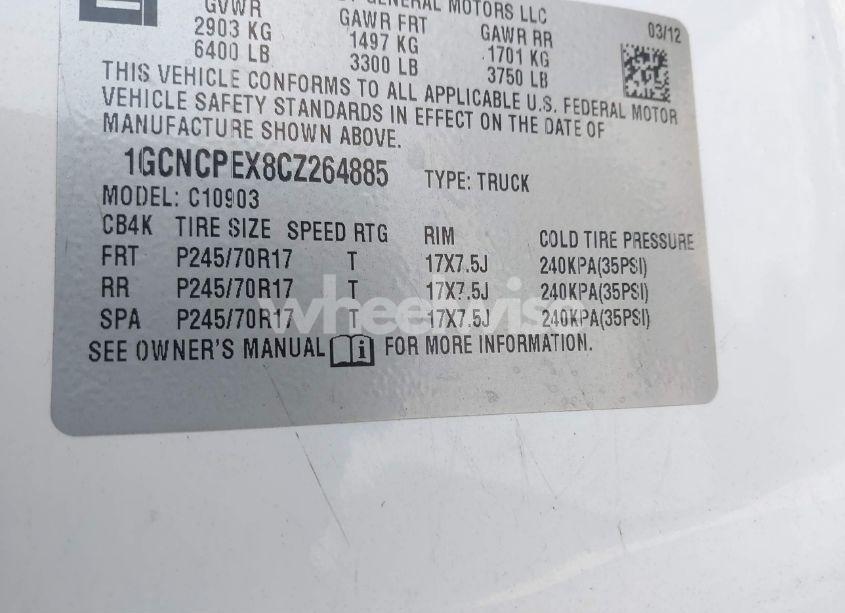 GENERAL MOTORS LLC
GVWR GAWR FRT GAWR RR 03/12
2903 KG 1497 KG 1701 KG
6400 LB 3300 LB 3750 LB
THIS VEHICLE CONFORMS TO ALL APPLICABLE U.S. FEDERAL MOTOR
VEHICLE SAFETY STANDARDS IN EFFECT ON THE DATE OF
MANUFACTURE SHOWN ABOVE.
1GCNCPEX8CZ264885 TYPE: TRUCK
MODEL: C10903
CB4K TIRE SIZE SPEED RTG RIM COLD TIRE PRESSURE
FRT P245/70R17 T 17X7.5J 240KPA(35PSI)
RR P245/70R17 T 17X7.5J 240KPA(35PSI)
SPA P245/70R17 T 17X7.5J 240KPA(35PSI)
wheelwise
SEE OWNER'S MANUAL i FOR MORE INFORMATION.